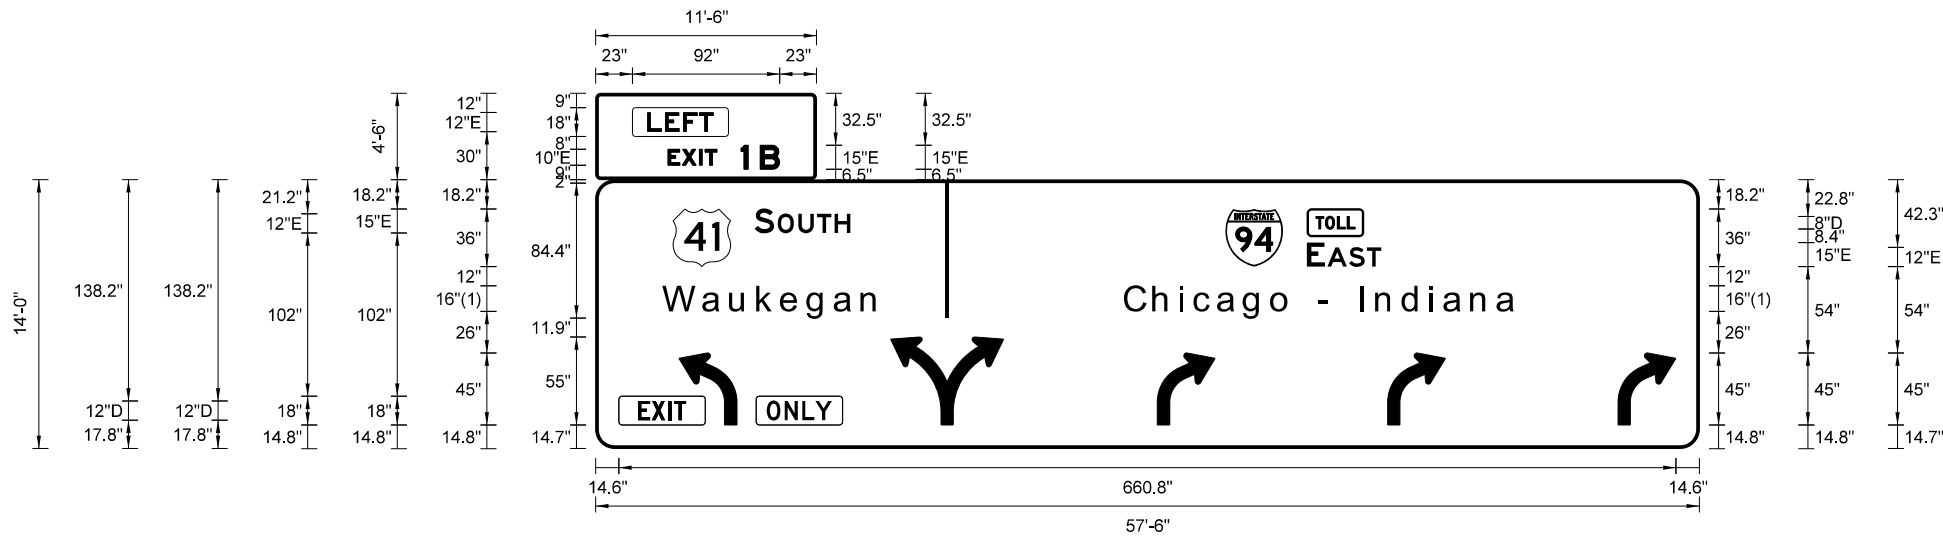 11'-6"
23" 92" 23"
12" 9" 32.5" 32.5"
12"E 18"
4'-6" 30" 8" 15"E 15"E
10"E 6.5" 6.5"
9"
2"
LEFT
EXIT 1B
21.2" 18.2" 18.2" 18.2" 22.8" 42.3"
12"E 15"E 36" 84.4" 36" 8"D
8.4"
15"E 12"E
41 SOUTH INTERSTATE 94 TOLL
EAST
14'-0" 138.2" 138.2" 102" 102" 12" 12" 54" 54"
16"(1) 16"(1)
Waukegan Chicago - Indiana
26" 11.9" 26"
45" 55" 45" 45" 45"
12"D 12"D 18" 18"
EXIT ONLY
17.8" 17.8" 14.8" 14.8" 14.8" 14.7" 14.8" 14.8" 14.7"
14.6" 660.8" 14.6"
57'-6"